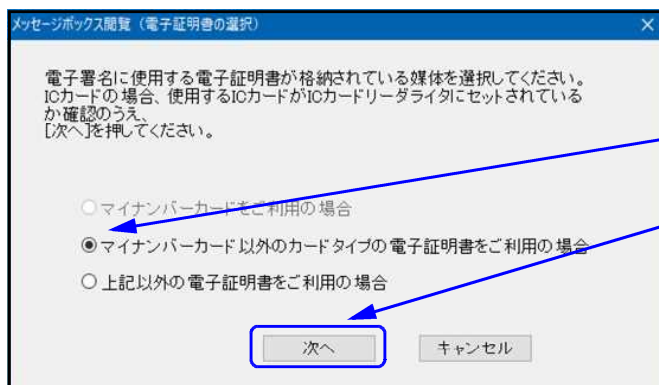 メッセージボックス閲覧（電子証明書の選択）
電子署名に使用する電子証明書が格納されている媒体を選択してください。
ICカードの場合、使用するICカードがICカードリーダライタにセットされている
か確認のうえ、
[次へ]を押してください。
マイナンバーカードをご利用の場合
マイナンバーカード以外のカードタイプの電子証明書をご利用の場合
上記以外の電子証明書をご利用の場合
次へ
キャンセル